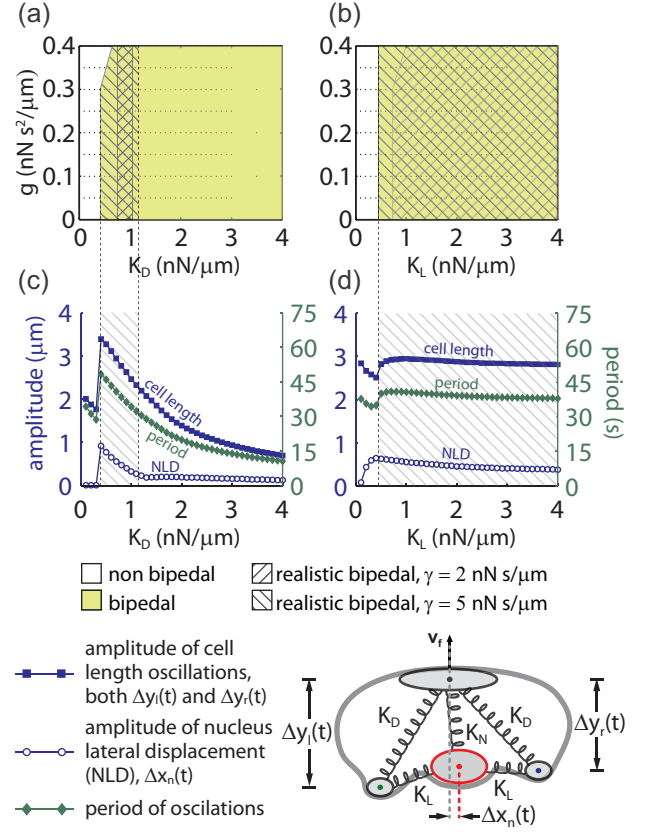 (a)
(b)
0.4
0.3
0.2
0.1
0
g (nN s²/μm)
0 1 2 3 4
K_D (nN/μm)
0.4
0.3
0.2
0.1
0
0 1 2 3 4
K_L (nN/μm)
(c)
(d)
4
3
2
1
0
amplitude (μm)
cell length
period
NLD
75
60
45
30
15
0
0 1 2 3 4
K_D (nN/μm)
4
3
2
1
0
cell length
period
NLD
75
60
45
30
15
0
period (s)
0 1 2 3 4
K_L (nN/μm)
non bipedal
realistic bipedal, γ = 2 nN s/μm
bipedal
realistic bipedal, γ = 5 nN s/μm
amplitude of cell
length oscillations,
both Δy_l(t) and Δy_r(t)
amplitude of nucleus
lateral displacement
(NLD), Δx_n(t)
period of oscilations
v_f
Δy_l(t)
K_D
K_N
K_D
Δy_r(t)
K_L
K_L
Δx_n(t)